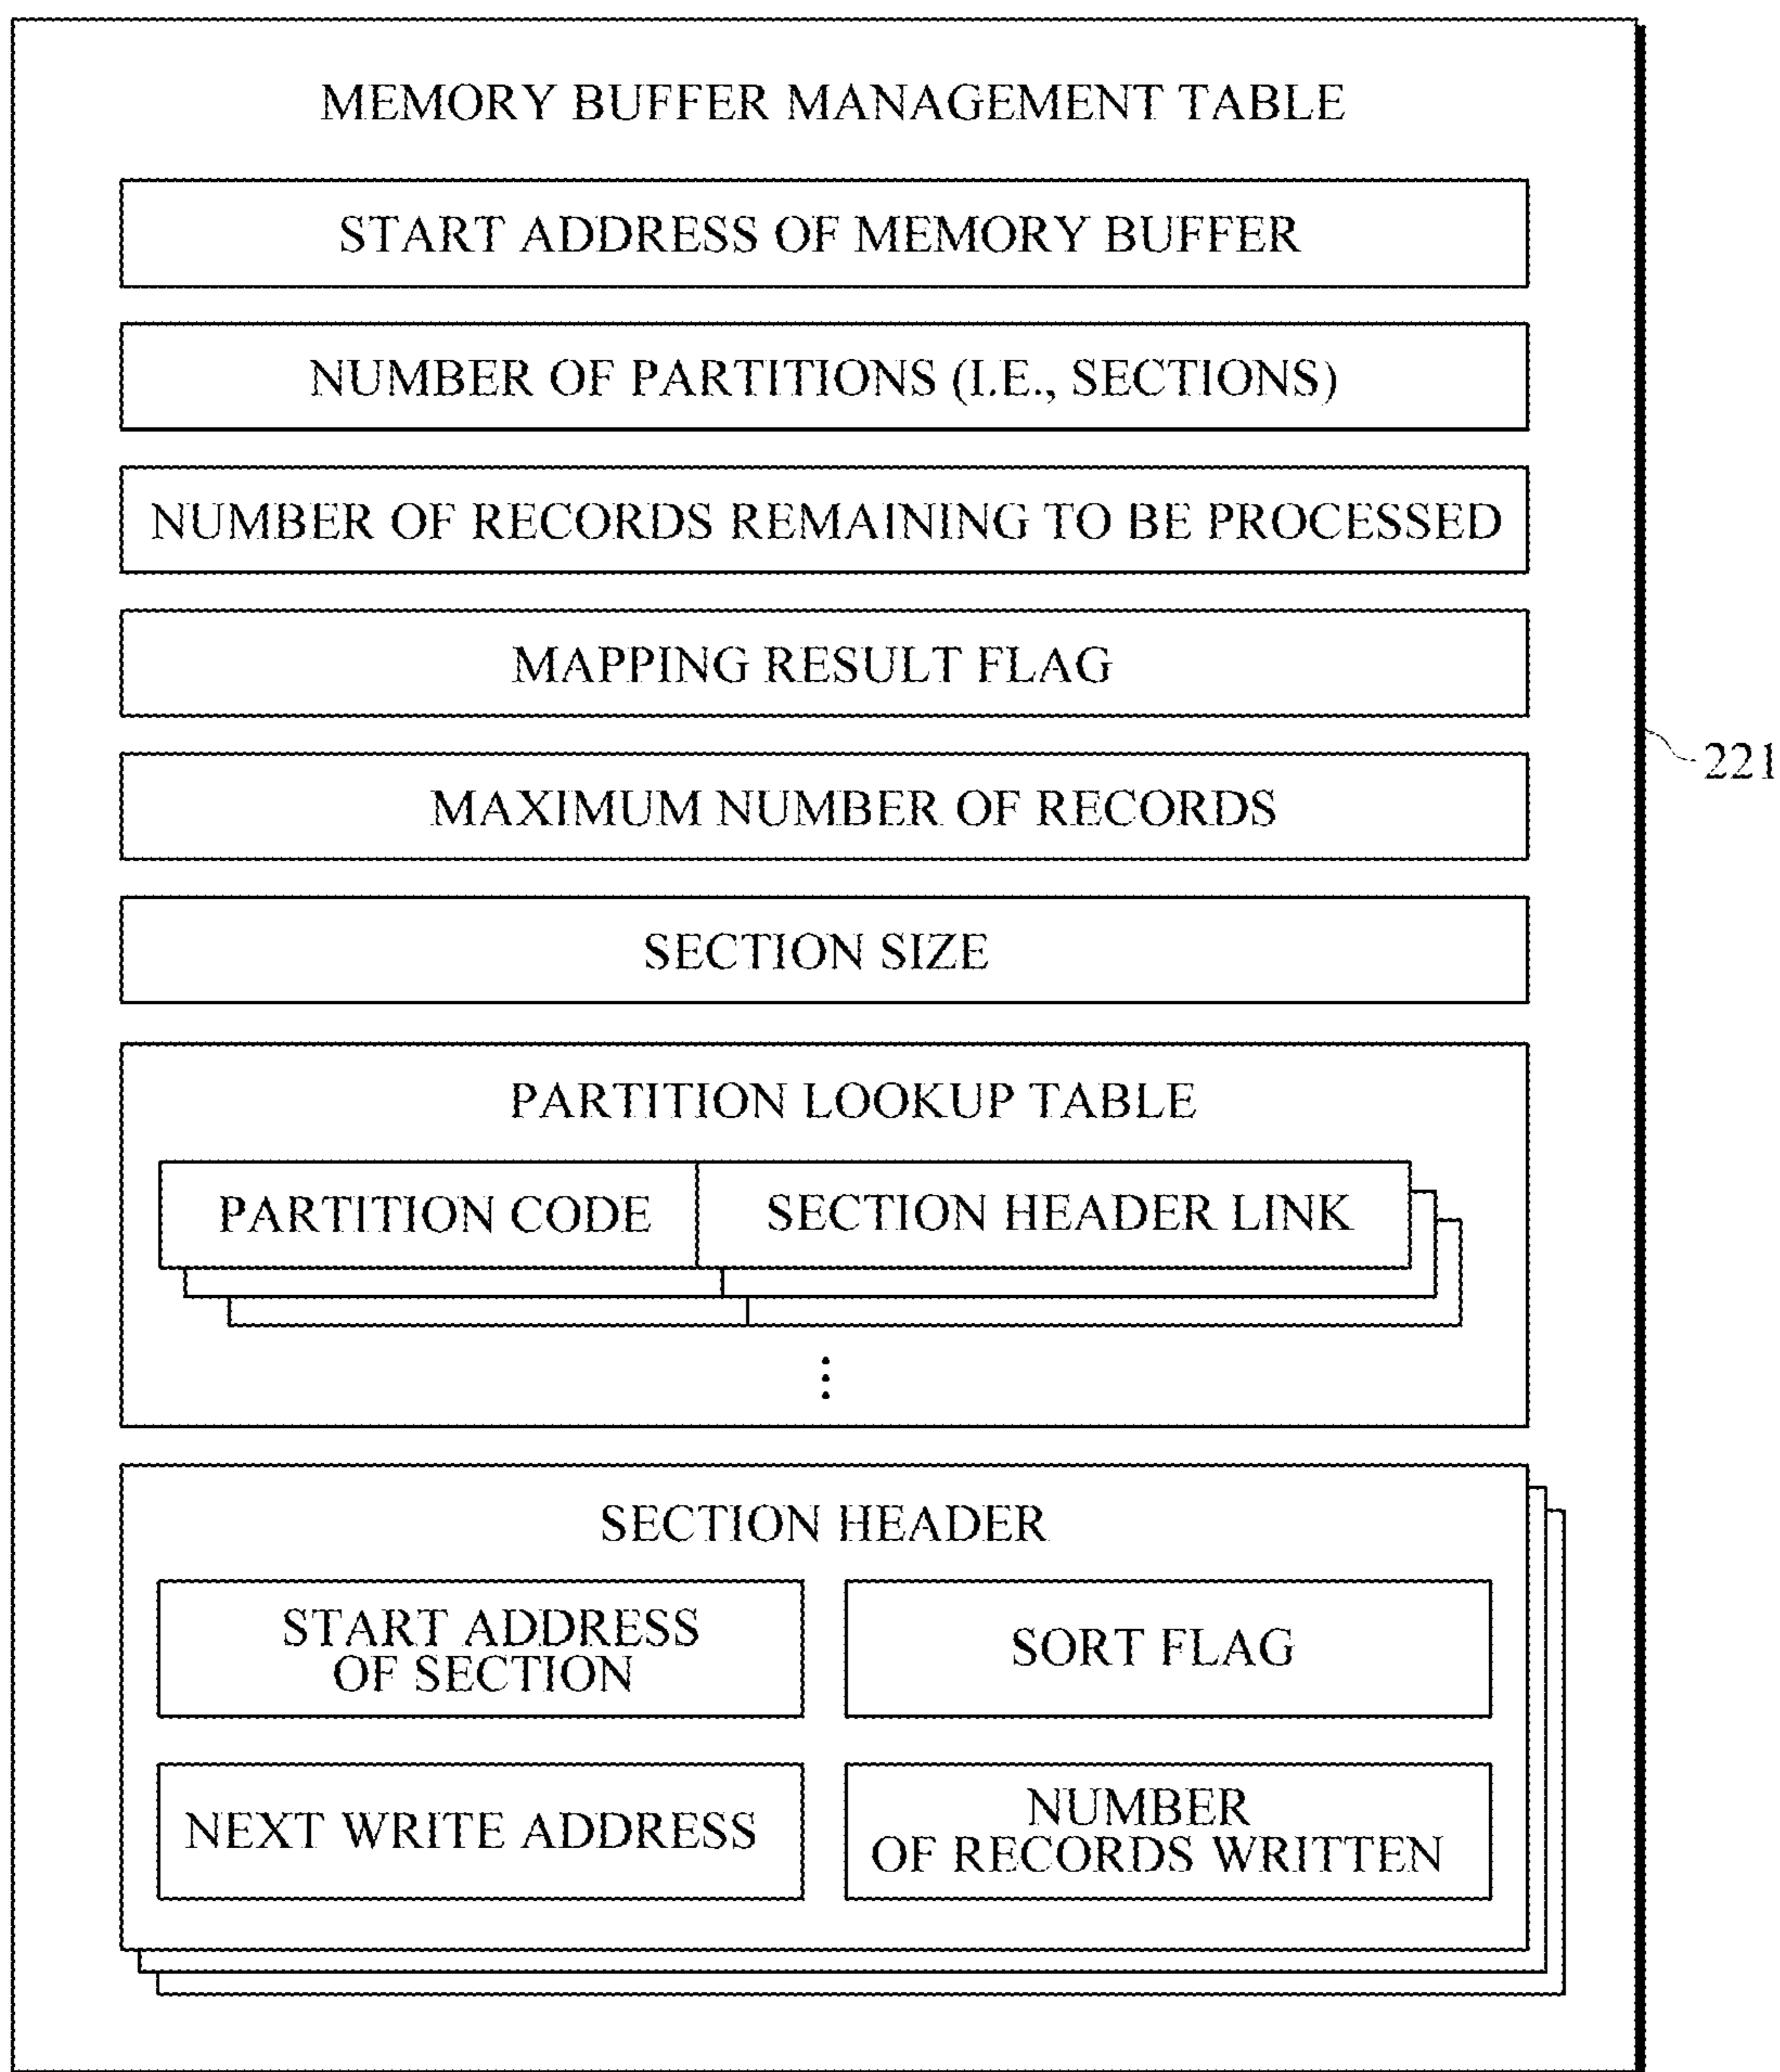 MEMORY BUFFER MANAGEMENT TABLE
START ADDRESS OF MEMORY BUFFER
NUMBER OF PARTITIONS (I.E., SECTIONS)
NUMBER OF RECORDS REMAINING TO BE PROCESSED
MAPPING RESULT FLAG
221
MAXIMUM NUMBER OF RECORDS
SECTION SIZE
PARTITION LOOKUP TABLE
PARTITION CODE
SECTION HEADER LINK
SECTION HEADER
START ADDRESS
OF SECTION
SORT FLAG
NEXT WRITE ADDRESS
NUMBER
OF RECORDS WRITTEN